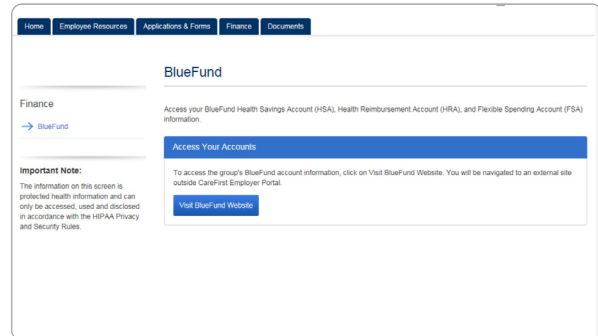 Home Employee Resources Applications & Forms Finance Documents
BlueFund
Finance
BlueFund
Important Note:
The information on this screen is
protected health information and can
only be accessed, used and disclosed
in accordance with the HIPAA Privacy
and Security Rules.
Access your BlueFund Health Savings Account (HSA), Health Reimbursement Account (HRA), and Flexible Spending Account (FSA)
information.
Access Your Accounts
To access the group's BlueFund account information, click on Visit BlueFund Website. You will be navigated to an external site
outside CareFirst Employer Portal.
Visit BlueFund Website